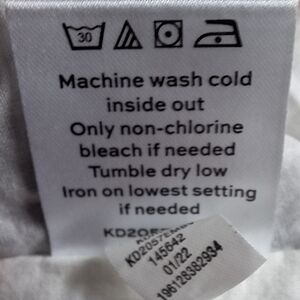 30
Machine wash cold
inside out
Only non-chlorine
bleach if needed
Tumble dry low
Iron on lowest setting
if needed
145642
01/22
196128382934